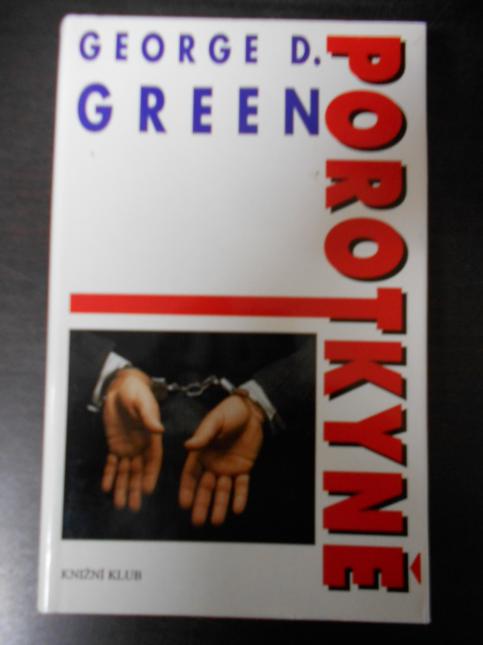 GEORGE D.
GREEN
POROTKYNĚ
KNIŽNÍ KLUB